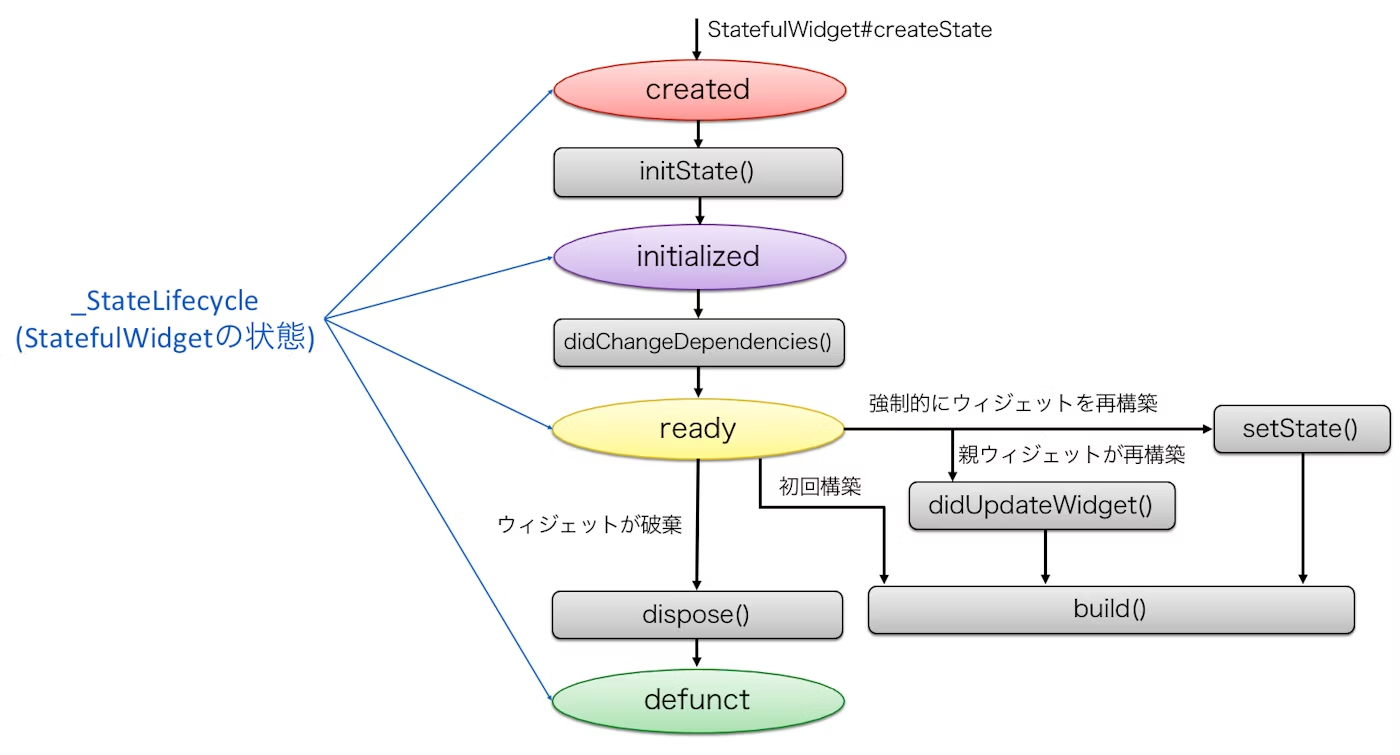 StatefulWidget#createState
created
initState()
initialized
_StateLifecycle
(StatefulWidgetの状態)
didChangeDependencies()
ready
強制的にウィジェットを再構築
setState()
親ウィジェットが再構築
初回構築
didUpdateWidget()
ウィジェットが破棄
dispose()
build()
defunct